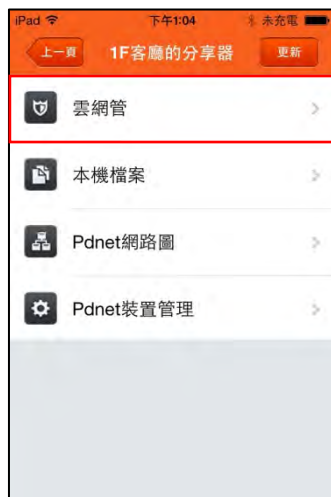 iPad 下午1:04 未充電
上一頁 1F客廳的分享器 更新
雲網管
本機檔案
Pdnet網路圖
Pdnet裝置管理